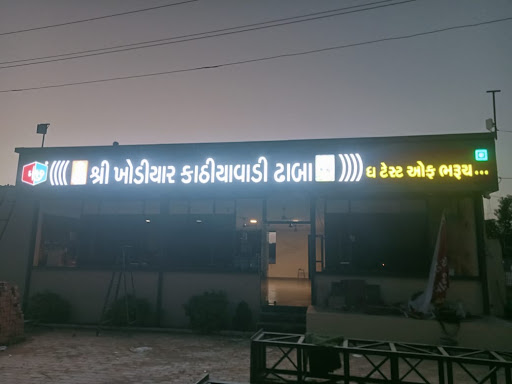 શ્રી ખોડીયાર કાઠીયાવાડી ઢાબા ધ ટેસ્ટ ઓફ ભરૂચ...